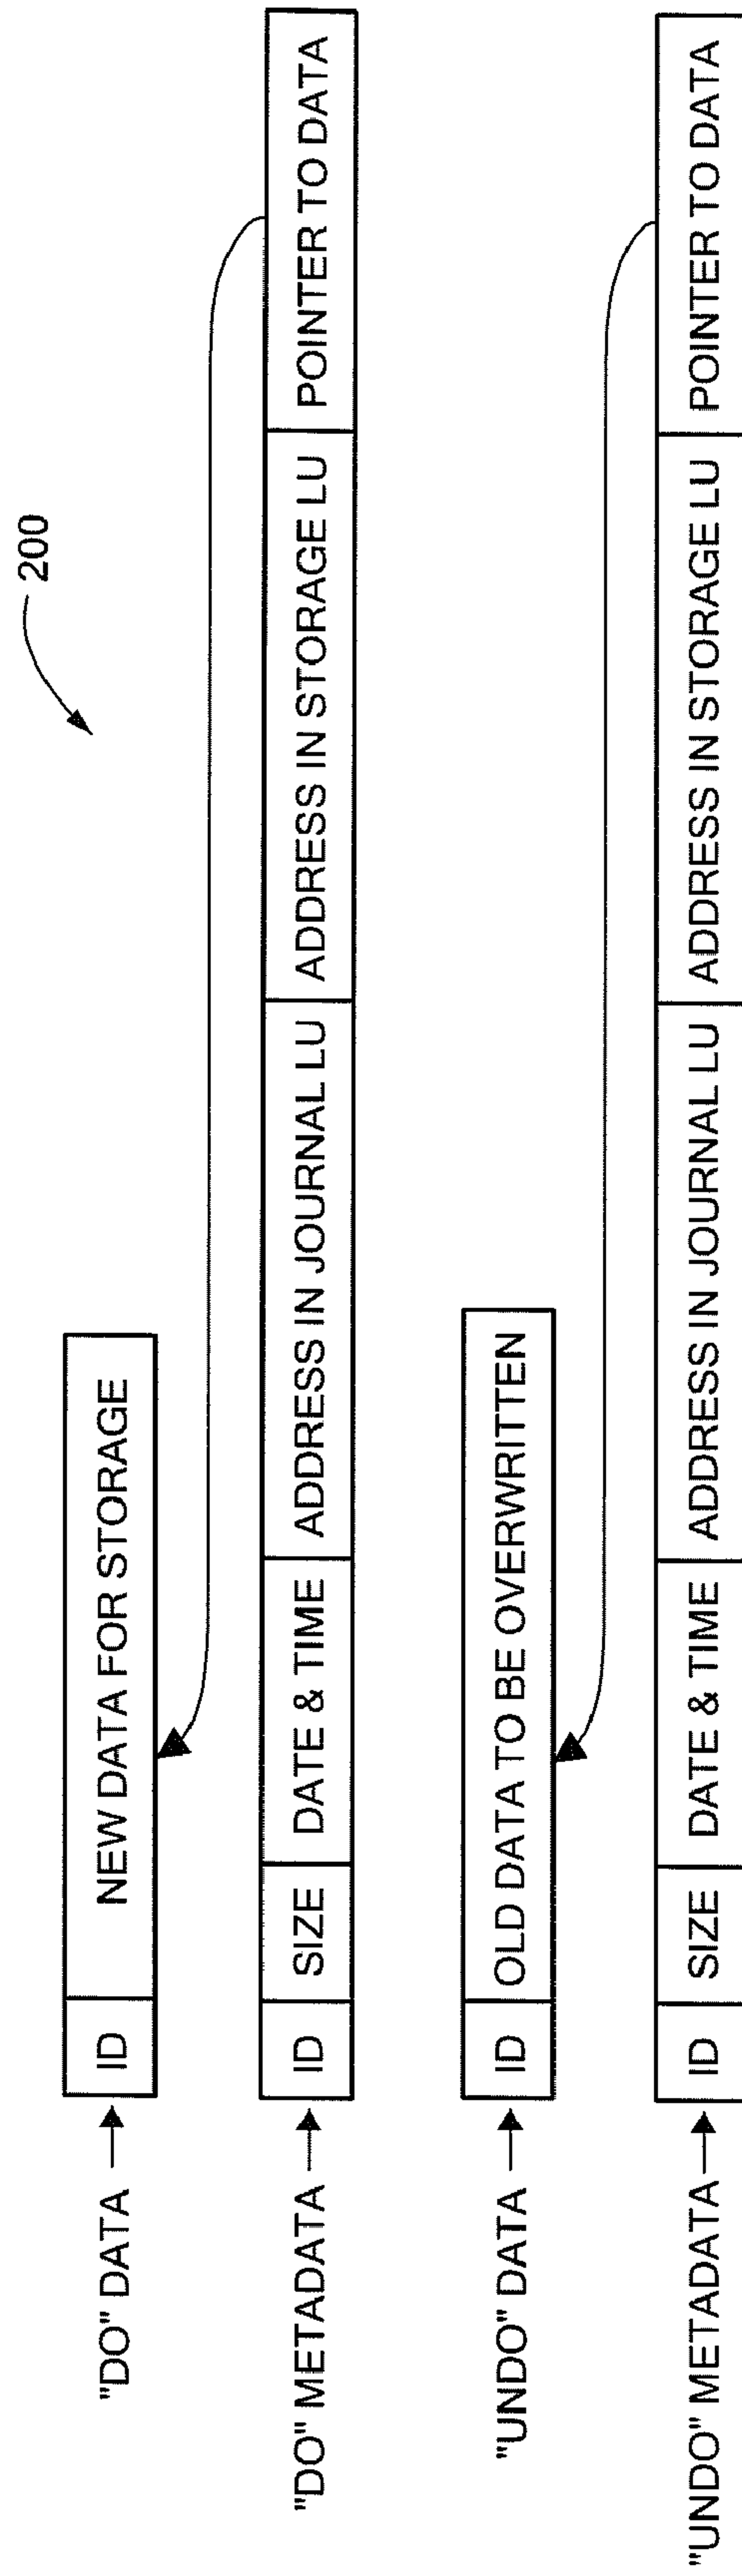 200
"DO" DATA → ID NEW DATA FOR STORAGE
"DO" METADATA → ID SIZE DATE & TIME ADDRESS IN JOURNAL LU ADDRESS IN STORAGE LU POINTER TO DATA
"UNDO" DATA → ID OLD DATA TO BE OVERWRITTEN
"UNDO" METADATA → ID SIZE DATE & TIME ADDRESS IN JOURNAL LU ADDRESS IN STORAGE LU POINTER TO DATA